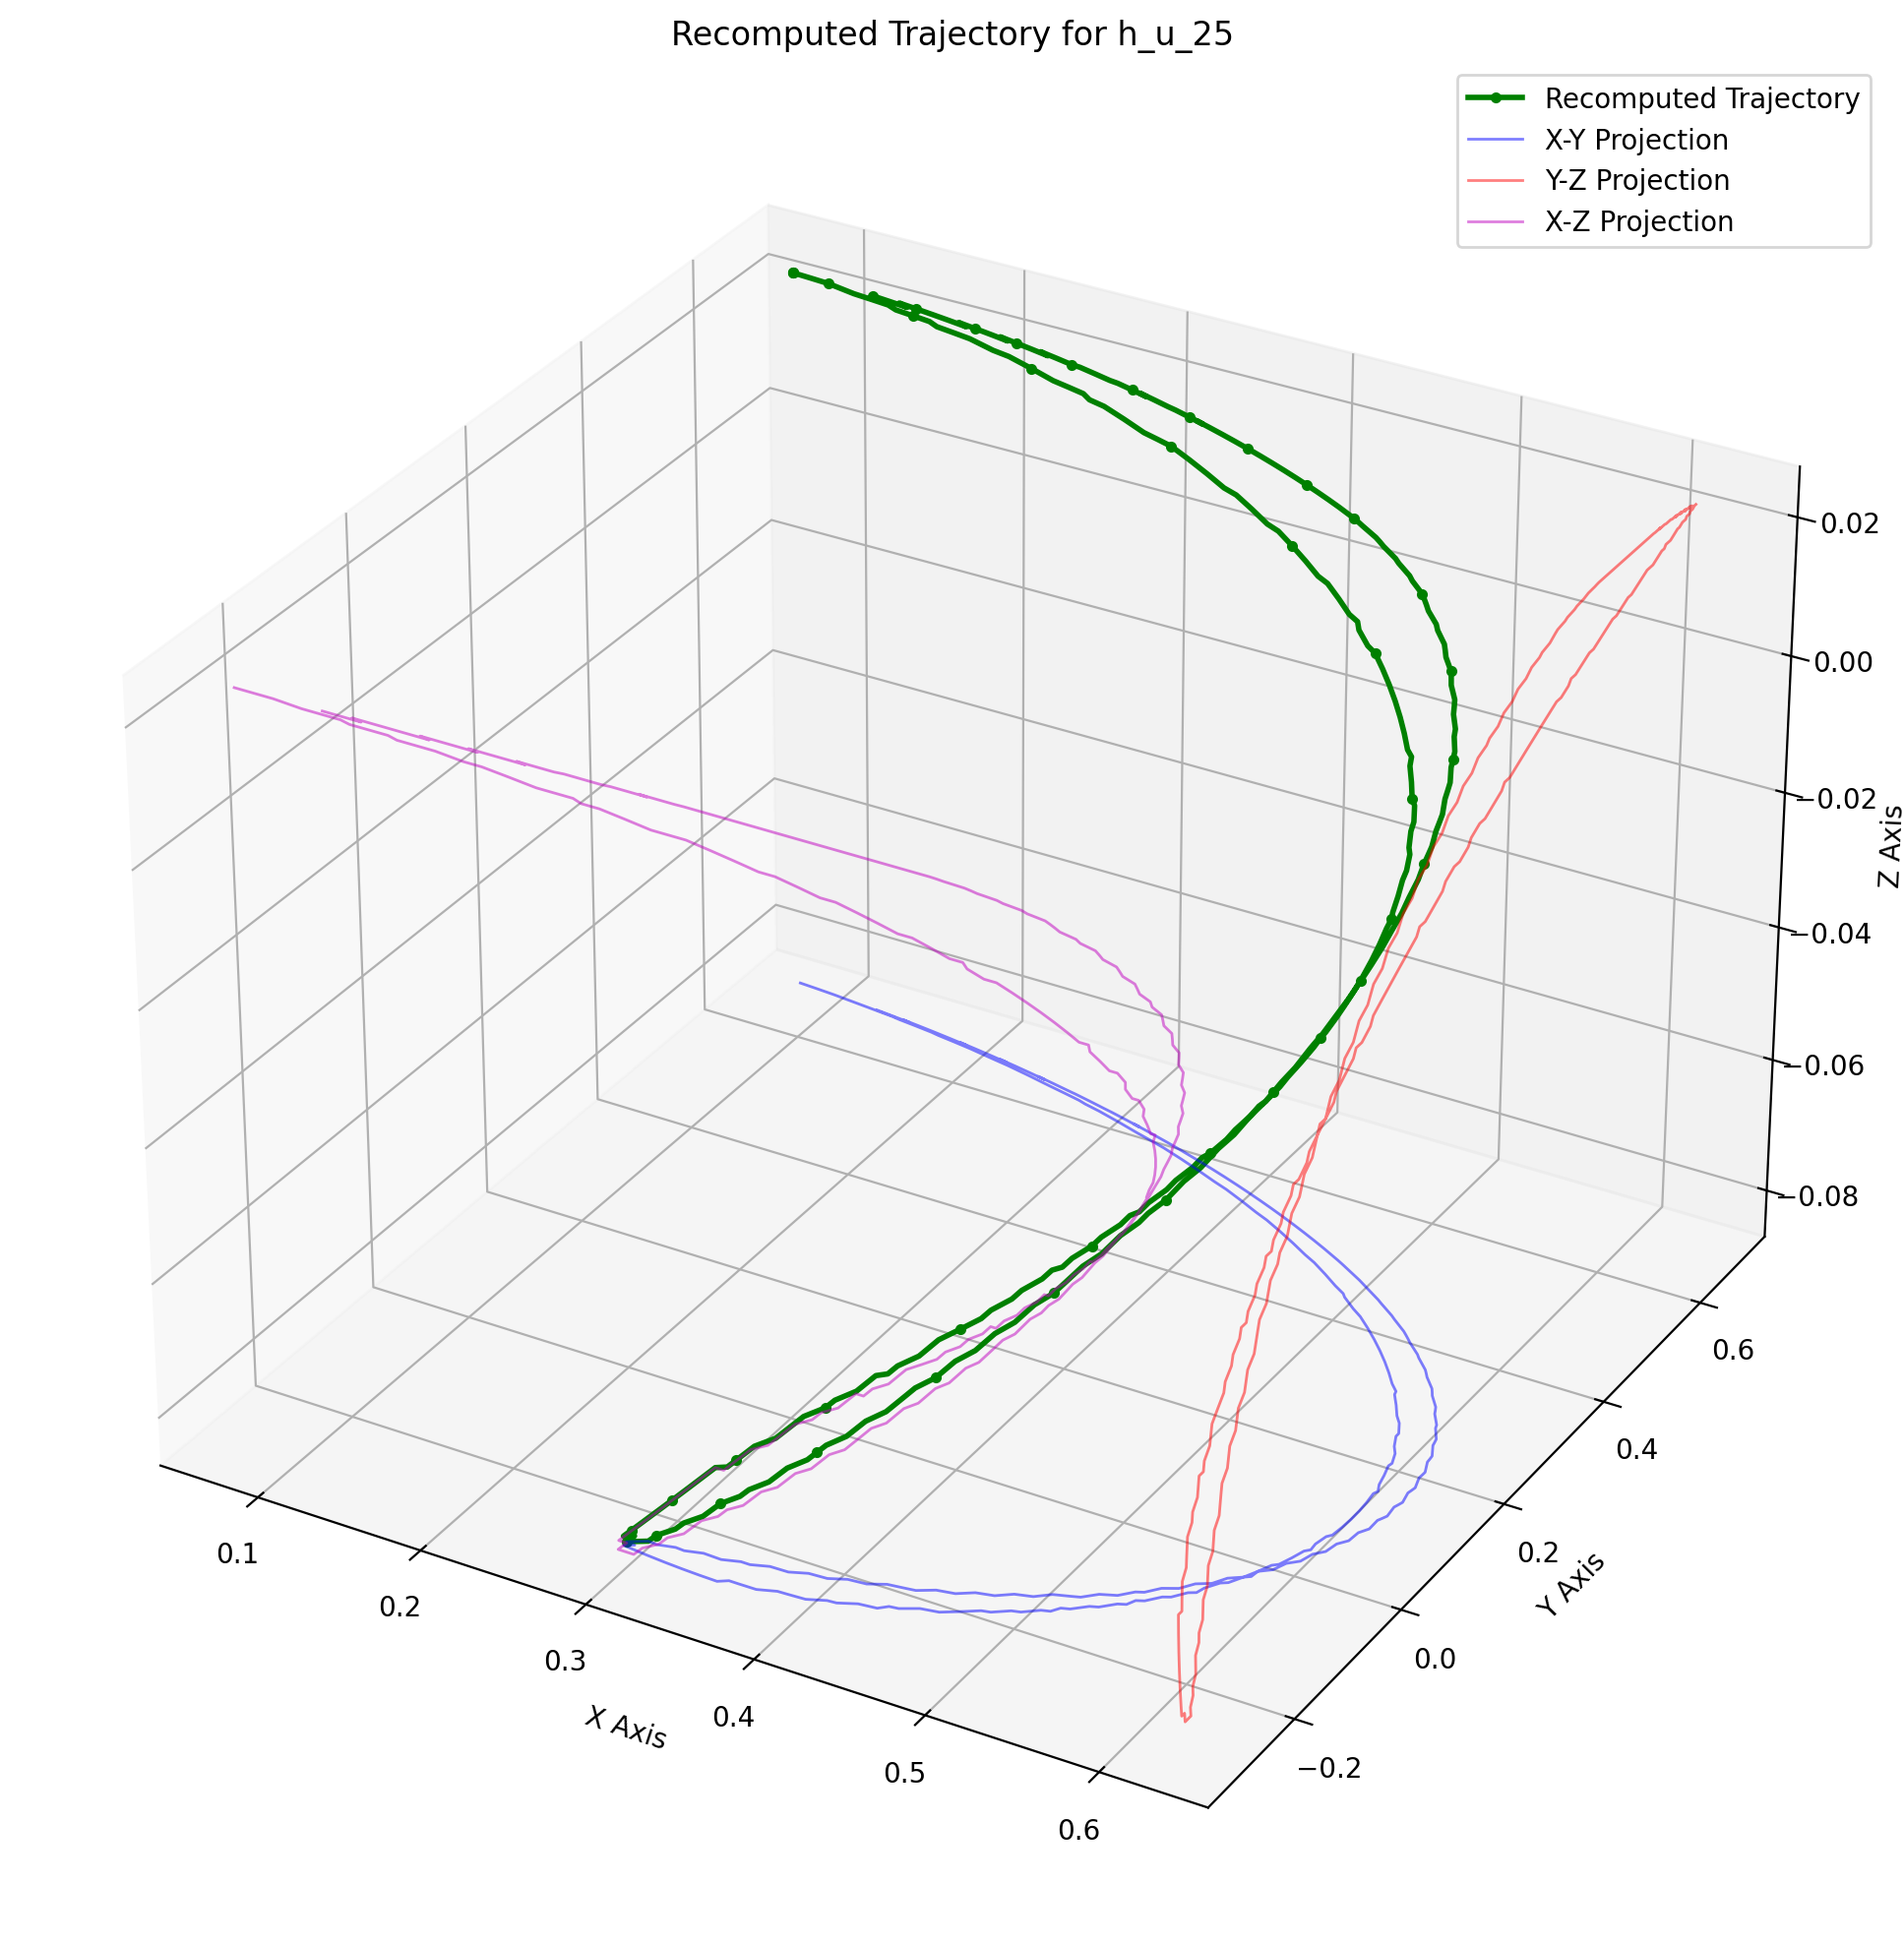 Recomputed Trajectory for h_u_25
Recomputed Trajectory
X-Y Projection
Y-Z Projection
X-Z Projection
0.02
0.00
−0.02
−0.04
−0.06
−0.08
Z Axis
0.6
0.4
0.2
0.0
−0.2
Y Axis
0.1
0.2
0.3
0.4
0.5
0.6
X Axis